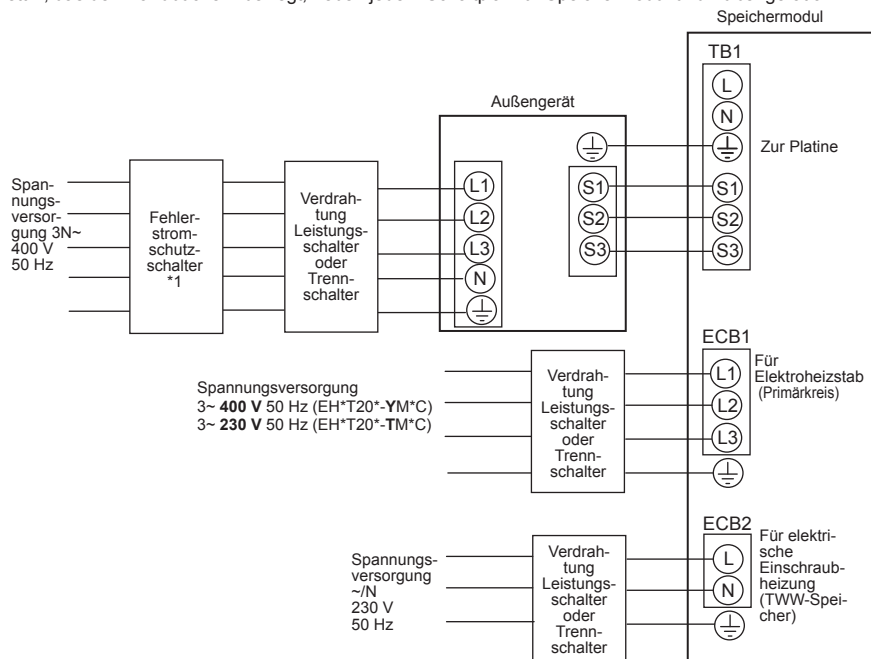 Speichermodul
TB1
L
N
Zur Platine
S1
S2
S3
Außengerät
L1
L2
L3
N
S1
S2
S3
Span-
nungs-
versor-
gung 3N~
400 V
50 Hz
Fehler-
strom-
schutz-
schalter
*1
Verdrah-
tung
Leistungs-
schalter
oder
Trenn-
schalter
ECB1
L1
L2
L3
Für
Elektroheizstab
(Primärkreis)
Spannungsversorgung
3~ 400 V 50 Hz (EH*T20*-YM*C)
3~ 230 V 50 Hz (EH*T20*-TM*C)
Verdrah-
tung
Leistungs-
schalter
oder
Trenn-
schalter
ECB2
L
N
Für elektri-
sche
Einschraub-
heizung
(TWW-Spei-
cher)
Spannungs-
versorgung
~/N
230 V
50 Hz
Verdrah-
tung
Leistungs-
schalter
oder
Trenn-
schalter